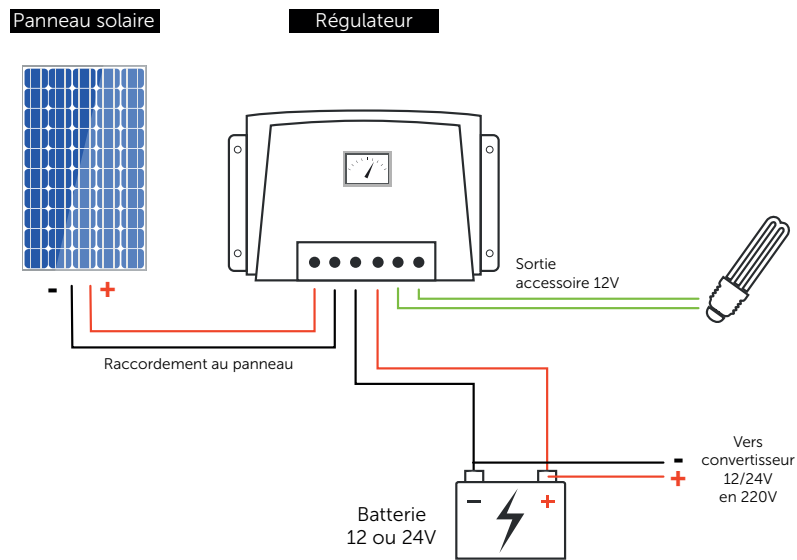 Panneau solaire
Régulateur
- +
Sortie
accessoire 12V
Raccordement au panneau
Vers
convertisseur
12/24V
en 220V
-
+
Batterie
12 ou 24V
- +